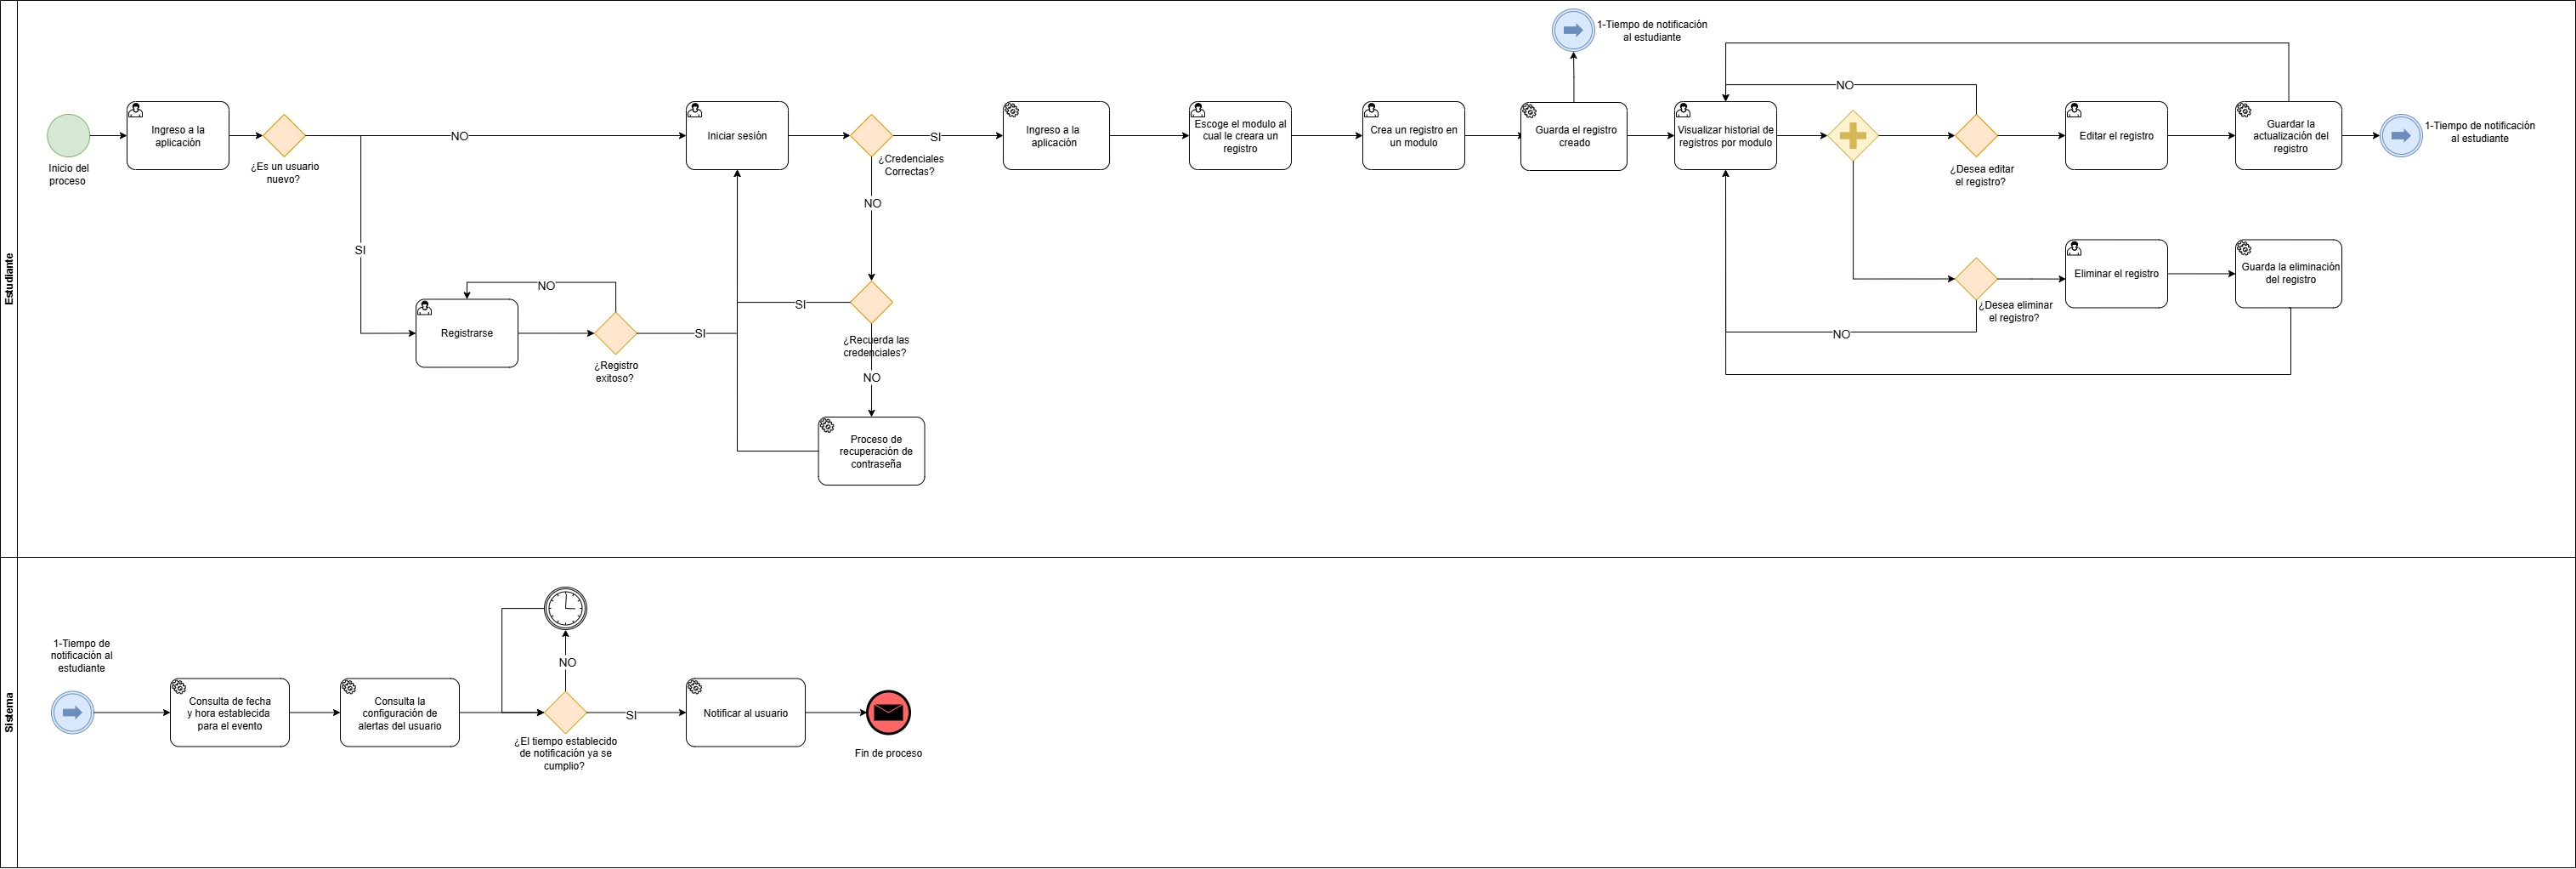 Estudiante
Inicio del
proceso
Ingreso a la
aplicación
¿Es un usuario
nuevo?
NO
SI
Registrarse
NO
¿Registro
exitoso?
SI
Iniciar sesión
¿Credenciales
Correctas?
SI
NO
SI
¿Recuerda las
credenciales?
NO
Proceso de
recuperación de
contraseña
Ingreso a la
aplicación
Escoge el modulo al
cual le creara un
registro
Crea un registro en
un modulo
Guarda el registro
creado
1-Tiempo de notificación
al estudiante
Visualizar historial de
registros por modulo
NO
¿Desea editar
el registro?
Editar el registro
Guardar la
actualización del
registro
1-Tiempo de notificación
al estudiante
¿Desea eliminar
el registro?
NO
Eliminar el registro
Guarda la eliminación
del registro
Sistema
1-Tiempo de
notificación al
estudiante
Consulta de fecha
y hora establecida
para el evento
Consulta la
configuración de
alertas del usuario
NO
¿El tiempo establecido
de notificación ya se
cumplio?
SI
Notificar al usuario
Fin de proceso